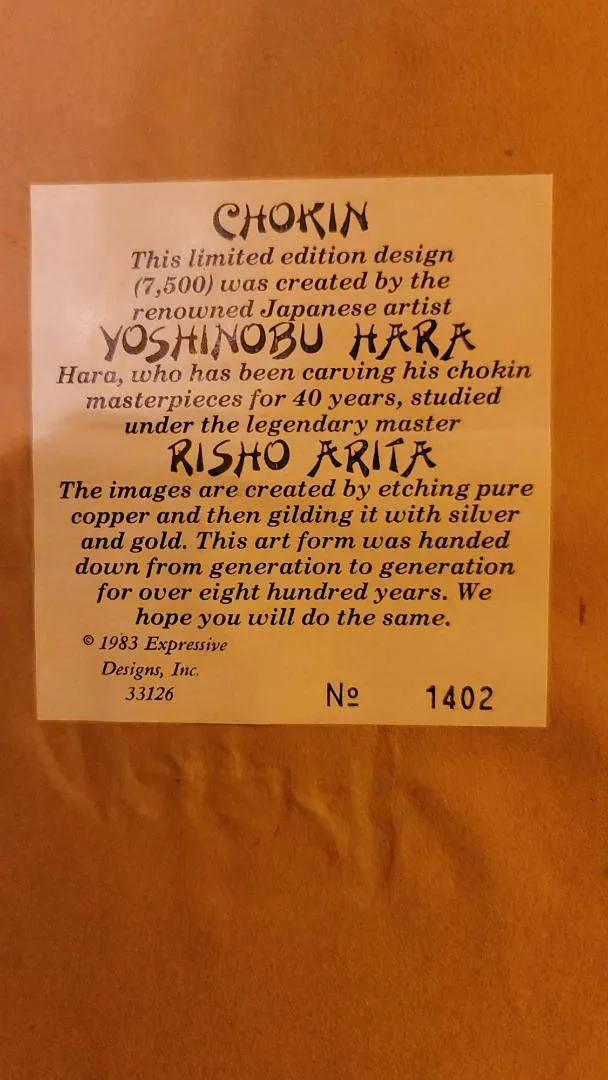 CHOKIN
This limited edition design
(7,500) was created by the
renowned Japanese artist
YOSHINOBU HARA
Hara, who has been carving his chokin
masterpieces for 40 years, studied
under the legendary master
RISHO ARITA
The images are created by etching pure
copper and then gilding it with silver
and gold. This art form was handed
down from generation to generation
for over eight hundred years. We
hope you will do the same.
© 1983 Expressive
Designs, Inc.
33126
Nº 1402